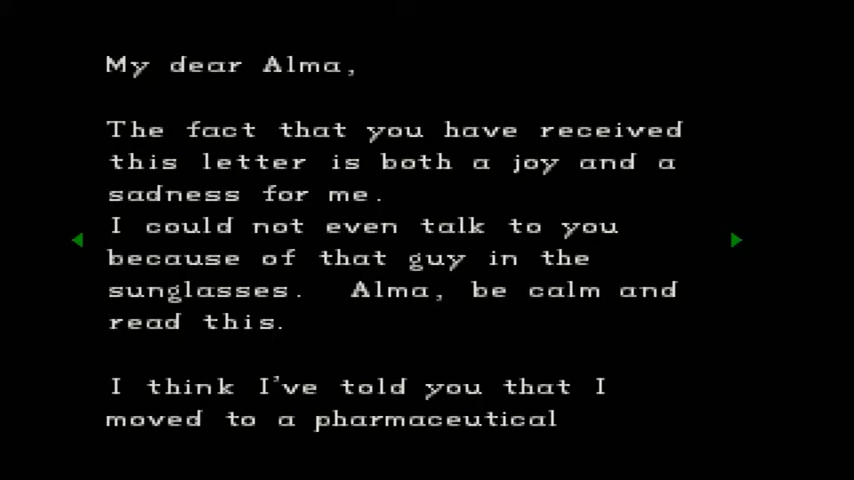 My dear Alma,
The fact that you have received
this letter is both a joy and a
sadness for me.
I could not even talk to you
because of that guy in the
sunglasses. Alma, be calm and
read this.
I think I've told you that I
moved to a pharmaceutical